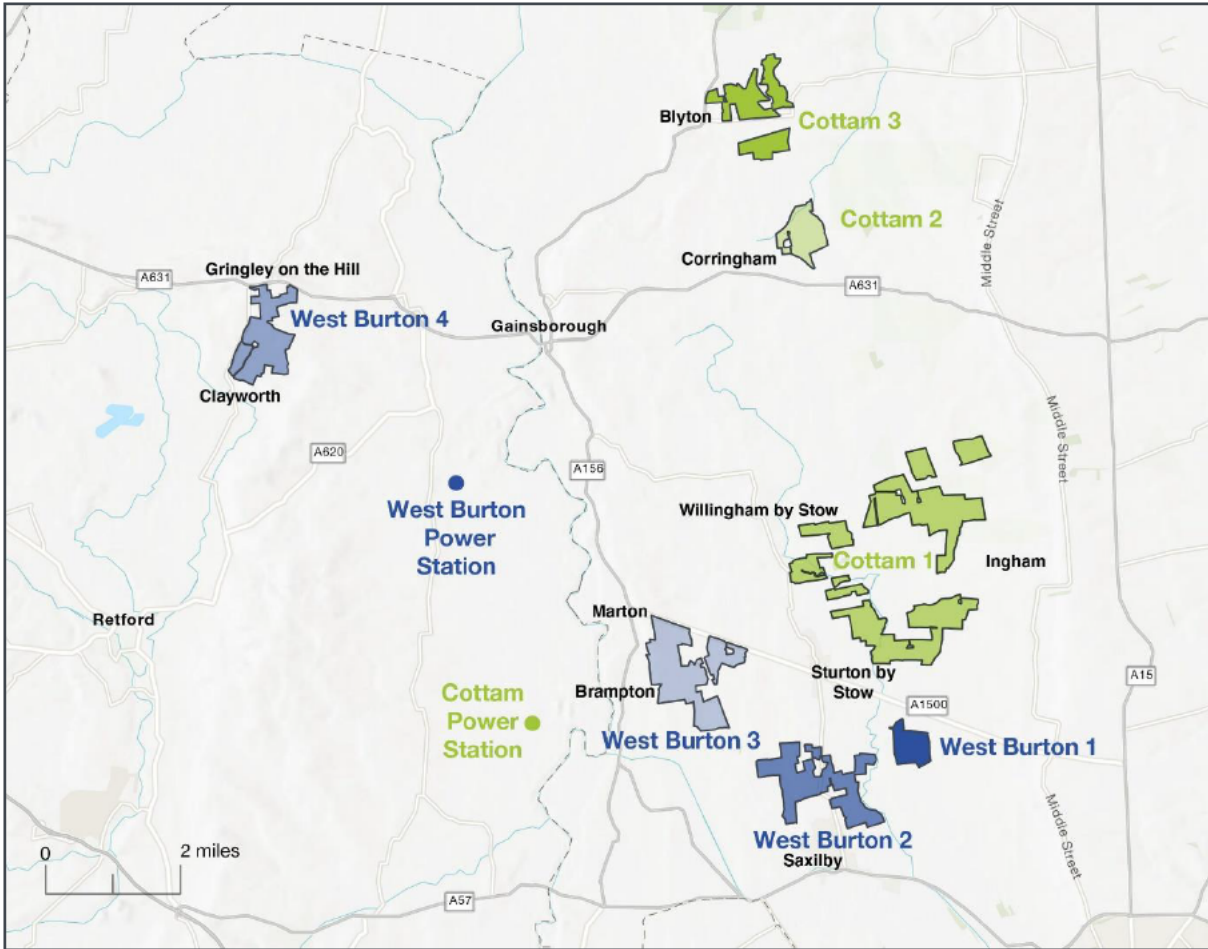 Blyton
Cottam 3
Middle Street
Cottam 2
Corringham
Gringley on the Hill
A631
A631
West Burton 4
Gainsborough
Clayworth
Middle Street
A620
A156
West Burton
Power
Station
Willingham by Stow
Cottam 1
Ingham
Retford
Marton
Sturton by
Stow
A15
Brampton
Cottam
Power
Station
A1500
West Burton 3
West Burton 1
Middle Street
West Burton 2
Saxilby
0
2 miles
A57